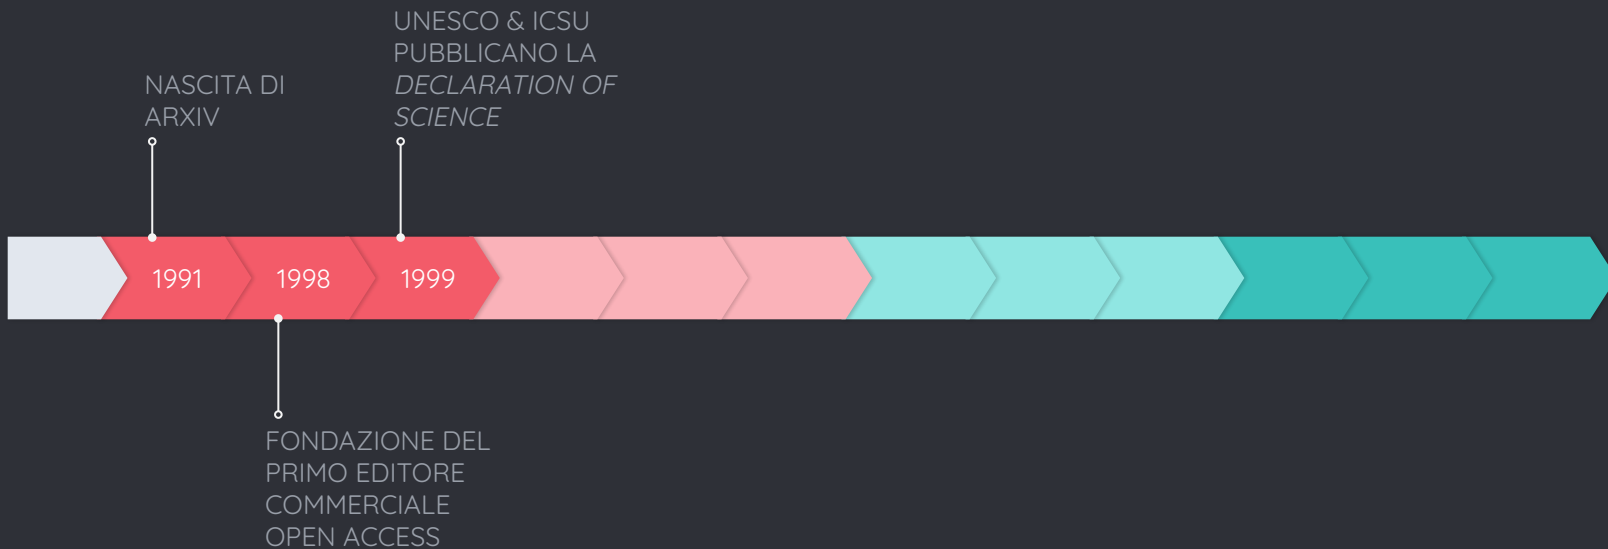 UNESCO & ICSU
PUBBLICANO LA
DECLARATION OF
SCIENCE
NASCITA DI
ARXIV
1991
1998
1999
FONDAZIONE DEL
PRIMO EDITORE
COMMERCIALE
OPEN ACCESS